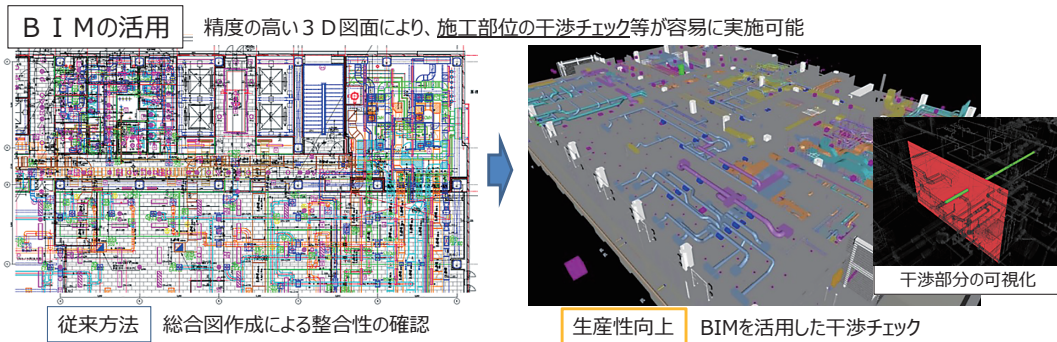 BIMの活用
精度の高い3D図面により、施工部位の干渉チェック等が容易に実施可能
干渉部分の可視化
従来方法 総合図作成による整合性の確認
生産性向上 BIMを活用した干渉チェック